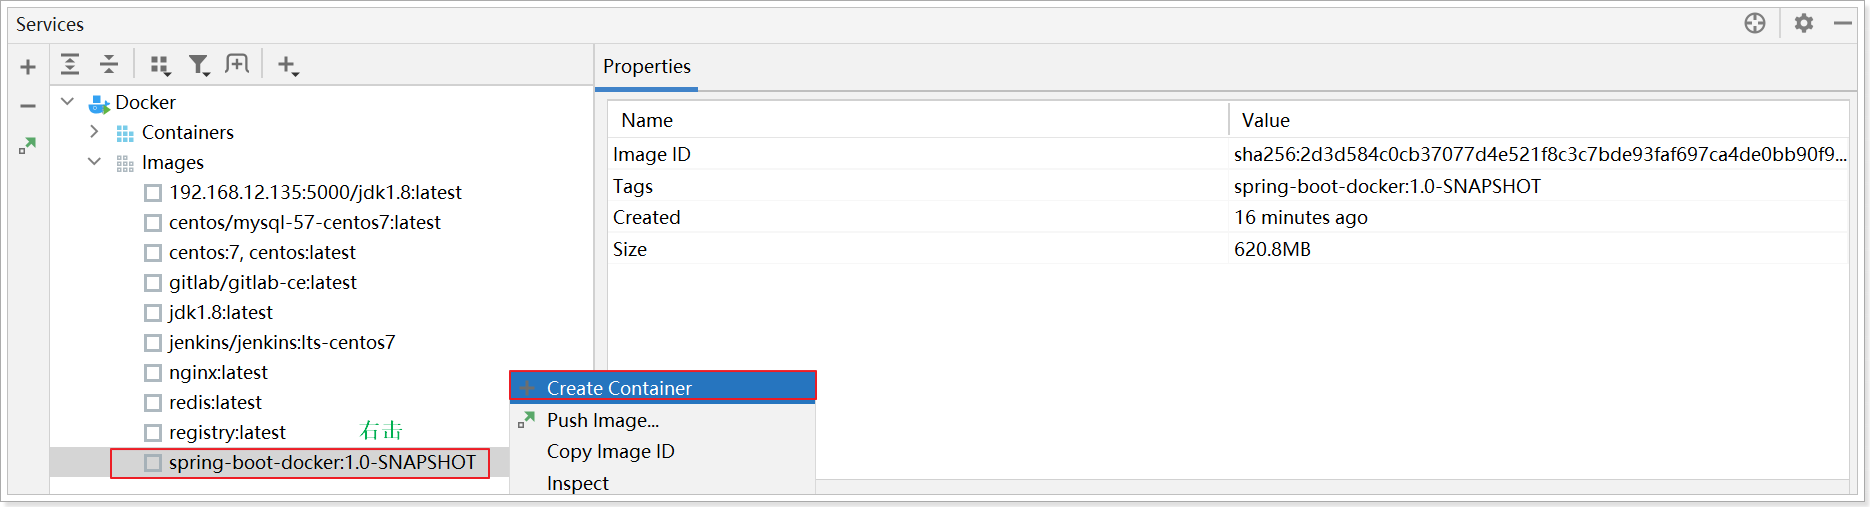 Services
Properties
Docker
Name Value
Containers
Image ID sha256:2d3d584c0cb37077d4e521f8c3c7bde93faf697ca4de0bb90f9...
Images
Tags spring-boot-docker:1.0-SNAPSHOT
192.168.12.135:5000/jdk1.8:latest
Created 16 minutes ago
centos/mysql-57-centos7:latest
Size 620.8MB
centos:7, centos:latest
gitlab/gitlab-ce:latest
jdk1.8:latest
jenkins/jenkins:lts-centos7
nginx:latest
Create Container
redis:latest
Push Image...
registry:latest 右击
Copy Image ID
spring-boot-docker:1.0-SNAPSHOT
Inspect